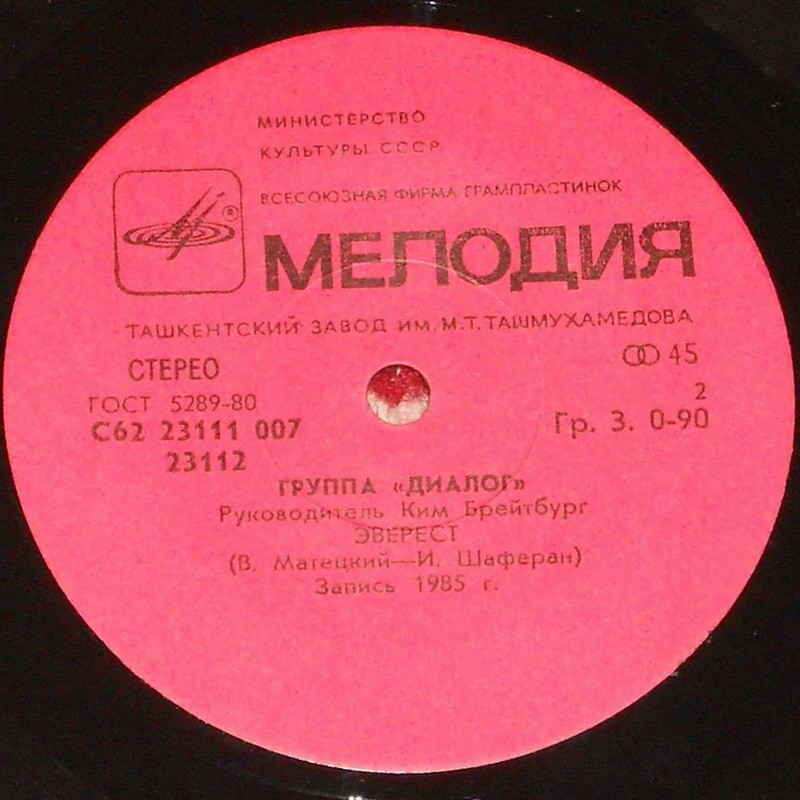 МИНИСТЕРСТВО
КУЛЬТУРЫ СССР
ВСЕСОЮЗНАЯ ФИРМА ГРАМПЛАСТИНОК
®
МЕЛОДИЯ
ТАШКЕНТСКИЙ ЗАВОД ИМ. М.Т. ТАШМУХАМЕДОВА
СТЕРЕО
45
ГОСТ 5289-80
2
С62 23111 007
Гр. 3. 0-90
23112
ГРУППА «ДИАЛОГ»
Руководитель Ким Брейтбург
ЭВЕРЕСТ
(В. Матецкий—И. Шаферан)
Запись 1985 г.